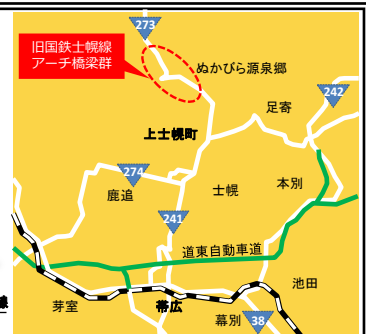 273
旧国鉄士幌線
アーチ橋梁群
ぬかびら源泉郷
242
足寄
上士幌町
274
士幌
本別
鹿追
241
道東自動車道
池田
線
芽室
帯広
幕別
38